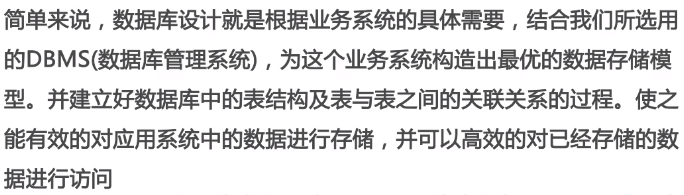 简单来说，数据库设计就是根据业务系统的具体需要，结合我们所选用
的DBMS(数据库管理系统)，为这个业务系统构造出最优的数据存储模
型。并建立好数据库中的表结构及表与表之间的关联关系的过程。使之
能有效的对应用系统中的数据进行存储，并可以高效的对已经存储的数
据进行访问